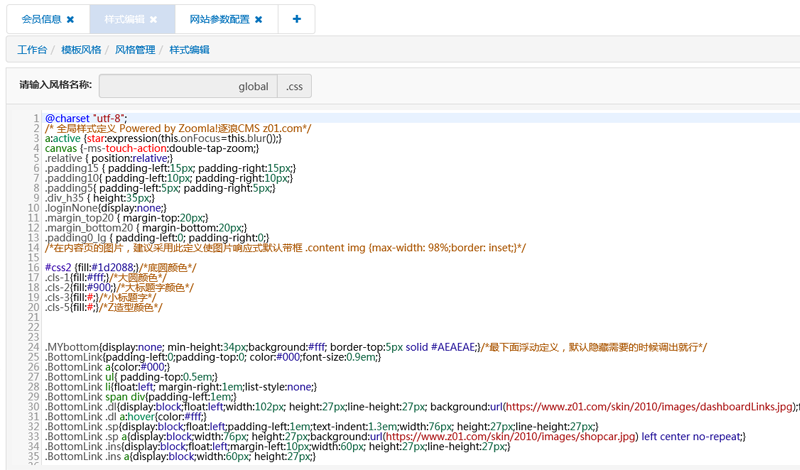 会员信息 ✖ 样式编辑 ✖ 网站参数配置 ✖ +
工作台 / 模板风格 / 风格管理 / 样式编辑
请输入风格名称: global .css
1 @charset "utf-8";
2 /* 全局样式定义 Powered by Zoomla!逐浪CMS z01.com*/
3 a:active {star:expression(this.onFocus=this.blur());}
4 canvas {-ms-touch-action:double-tap-zoom;}
5 .relative { position:relative;}
6 .padding15 { padding-left:15px; padding-right:15px;}
7 .padding10{ padding-left:10px; padding-right:10px;}
8 .padding5{ padding-left:5px; padding-right:5px;}
9 .div_h35 { height:35px;}
10 .loginNone{display:none;}
11 .margin_top20 { margin-top:20px;}
12 .margin_bottom20 { margin-bottom:20px;}
13 .padding0_lg { padding-left:0; padding-right:0;}
14 /*在内容页的图片，建议采用此定义使图片响应式默认带框 .content img {max-width: 98%;border: inset;}*/
15
16 #css2 {fill:#1d2088;}/*底圆颜色*/
17 .cls-1{fill:#fff;}/*大圆颜色*/
18 .cls-2{fill:#900;}/*大标题字颜色*/
19 .cls-3{fill:#;}/*小标题字*/
20 .cls-5{fill:#;}/*Z造型颜色*/
21
22
23
24 .MYbottom{display:none; min-height:34px;background:#fff; border-top:5px solid #AEAEAE;}/*最下面浮动定义，默认隐藏需要的时候调出就行*/
25 .BottomLink{padding-left:0;padding-top:0; color:#000;font-size:0.9em;}
26 .BottomLink a{color:#000;}
27 .BottomLink ul{ padding-top:0.5em;}
28 .BottomLink li{float:left; margin-right:1em;list-style:none;}
29 .BottomLink span div{padding-left:1em;}
30 .BottomLink .dl{display:block;float:left;width:102px; height:27px;line-height:27px; background:url(https://www.z01.com/skin/2010/images/dashboardLinks.jpg);f
31 .BottomLink .dl a:hover{color:#fff;}
32 .BottomLink .sp{display:block;float:left;padding-left:1em;text-indent:1.3em;width:76px; height:27px;line-height:27px;}
33 .BottomLink .sp a{display:block;width:76px; height:27px;background:url(https://www.z01.com/skin/2010/images/shopcar.jpg) left center no-repeat;}
34 .BottomLink .ins{display:block;float:left;margin-left:10px;width:60px; height:27px;line-height:27px;}
35 .BottomLink .ins a{display:block;width:60px; height:27px;}